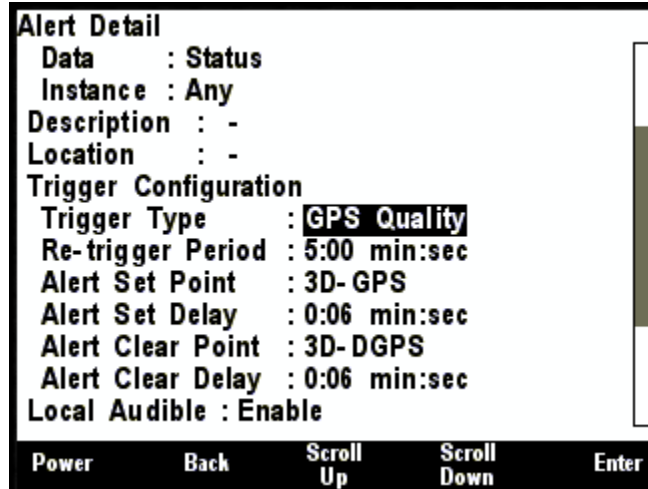 Alert Detail
Data : Status
Instance : Any
Description : -
Location : -
Trigger Configuration
Trigger Type : GPS Quality
Re-trigger Period : 5:00 min:sec
Alert Set Point : 3D-GPS
Alert Set Delay : 0:06 min:sec
Alert Clear Point : 3D-DGPS
Alert Clear Delay : 0:06 min:sec
Local Audible : Enable
Power Back Scroll Up Scroll Down Enter